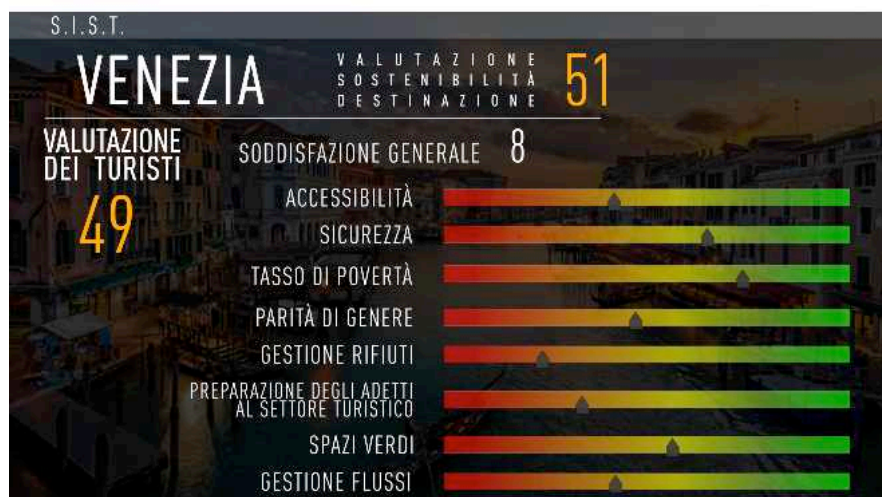 S.I.S.T.
VENEZIA
VALUTAZIONE
SOSTENIBILITÀ
DESTINAZIONE
51
VALUTAZIONE
DEI TURISTI
49
SODDISFAZIONE GENERALE 8
ACCESSIBILITÀ
SICUREZZA
TASSO DI POVERTÀ
PARITÀ DI GENERE
GESTIONE RIFIUTI
PREPARAZIONE DEGLI ADETTI
AL SETTORE TURISTICO
SPAZI VERDI
GESTIONE FLUSSI